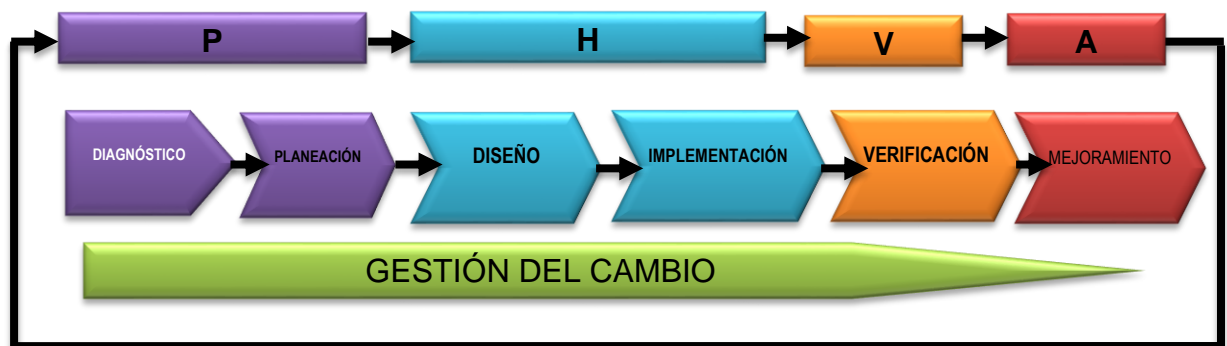 P H V A
DIAGNÓSTICO PLANEACIÓN DISEÑO IMPLEMENTACIÓN VERIFICACIÓN MEJORAMIENTO
GESTIÓN DEL CAMBIO